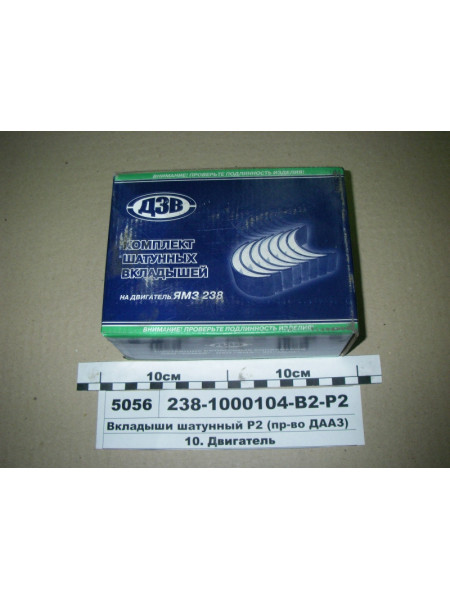 ВНИМАНИЕ! ПРОВЕРЬТЕ ПОДЛИННОСТЬ ИЗДЕЛИЯ!
ДЗВ
КОМПЛЕКТ
ШАТУННЫХ
ВКЛАДЫШЕЙ
НА ДВИГАТЕЛЬ ЯМЗ 238
ВНИМАНИЕ! ПРОВЕРЬТЕ ПОДЛИННОСТЬ ИЗДЕЛИЯ!
10см 10см
5056 238-1000104-В2-Р2
Вкладыши шатунный Р2 (пр-во ДААЗ)
10. Двигатель